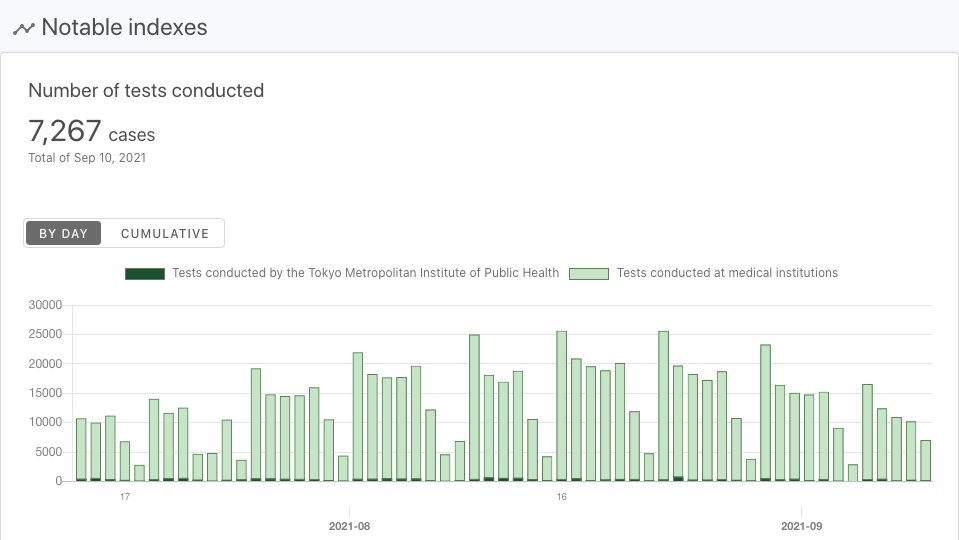 Notable indexes
Number of tests conducted
7,267 cases
Total of Sep 10, 2021
BY DAY CUMULATIVE
Tests conducted by the Tokyo Metropolitan Institute of Public Health Tests conducted at medical institutions
30000
25000
20000
15000
10000
5000
0
17 16
2021-08 2021-09